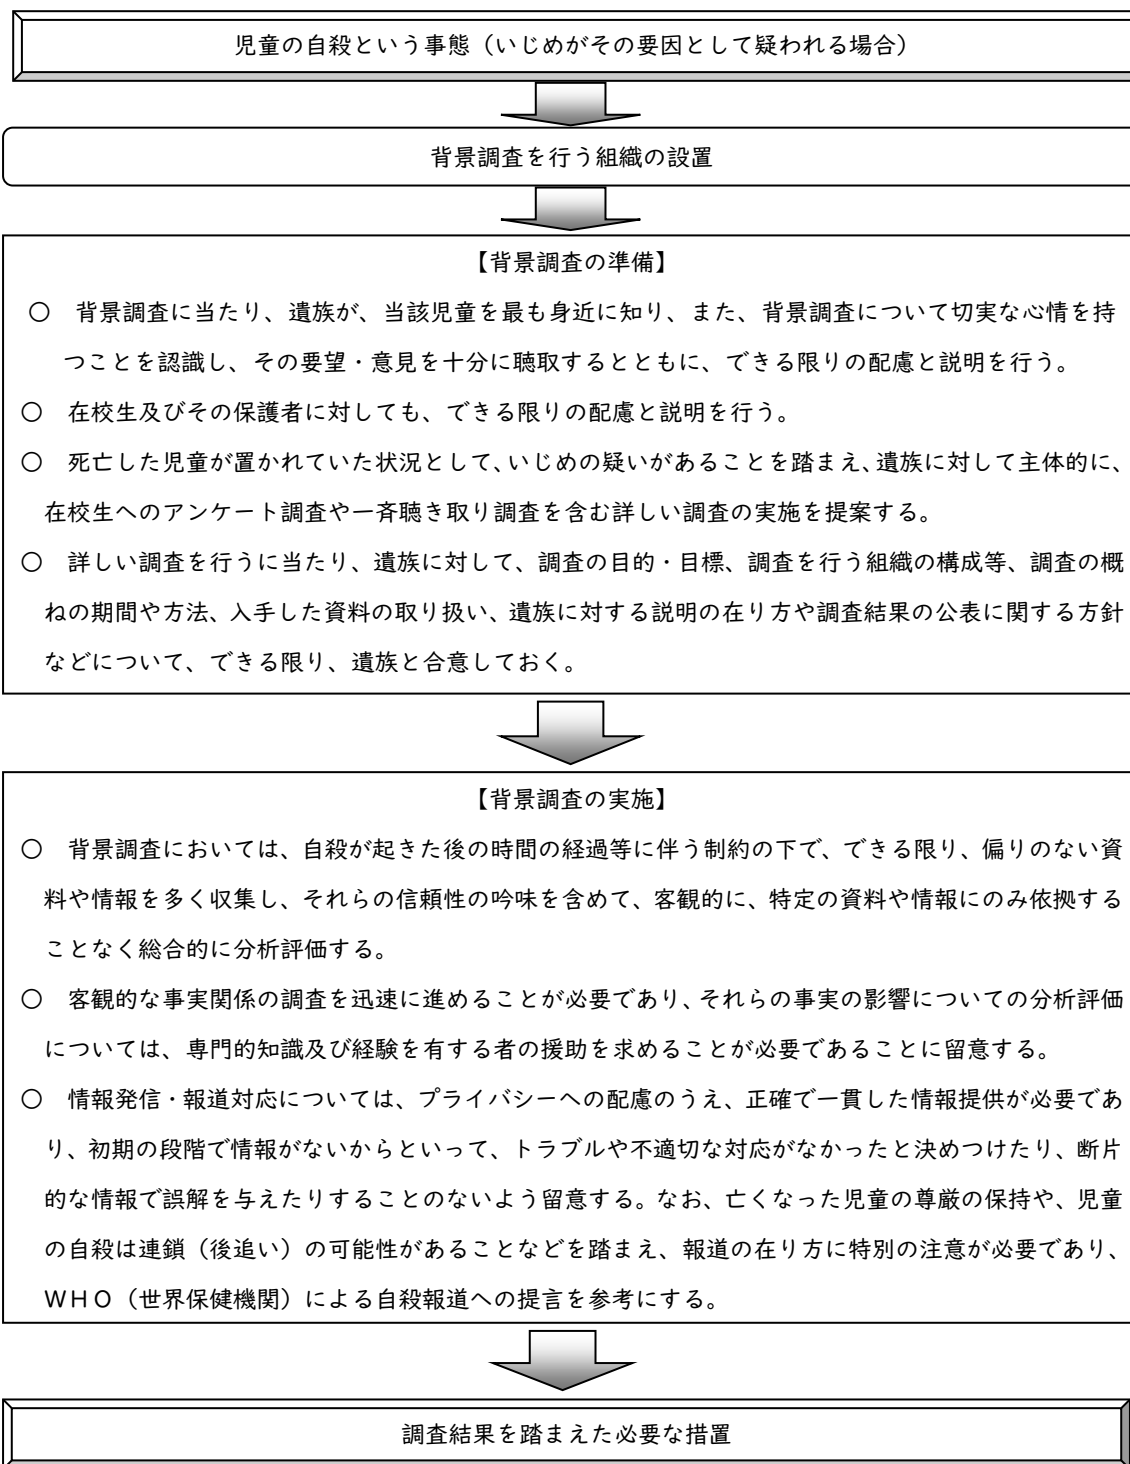 児童の自殺という事態（いじめがその要因として疑われる場合）
背景調査を行う組織の設置
【背景調査の準備】
○　背景調査に当たり、遺族が、当該児童を最も身近に知り、また、背景調査について切実な心情を持
つことを認識し、その要望・意見を十分に聴取するとともに、できる限りの配慮と説明を行う。
○　在校生及びその保護者に対しても、できる限りの配慮と説明を行う。
○　死亡した児童が置かれていた状況として、いじめの疑いがあることを踏まえ、遺族に対して主体的に、
在校生へのアンケート調査や一斉聴き取り調査を含む詳しい調査の実施を提案する。
○　詳しい調査を行うに当たり、遺族に対して、調査の目的・目標、調査を行う組織の構成等、調査の概
ねの期間や方法、入手した資料の取り扱い、遺族に対する説明の在り方や調査結果の公表に関する方針
などについて、できる限り、遺族と合意しておく。
【背景調査の実施】
○　背景調査においては、自殺が起きた後の時間の経過等に伴う制約の下で、できる限り、偏りのない資
料や情報を多く収集し、それらの信頼性の吟味を含めて、客観的に、特定の資料や情報にのみ依拠する
ことなく総合的に分析評価する。
○　客観的な事実関係の調査を迅速に進めることが必要であり、それらの事実の影響についての分析評価
については、専門的知識及び経験を有する者の援助を求めることが必要であることに留意する。
○　情報発信・報道対応については、プライバシーへの配慮のうえ、正確で一貫した情報提供が必要であ
り、初期の段階で情報がないからといって、トラブルや不適切な対応がなかったと決めつけたり、断片
的な情報で誤解を与えたりすることのないよう留意する。なお、亡くなった児童の尊厳の保持や、児童
の自殺は連鎖（後追い）の可能性があることなどを踏まえ、報道の在り方に特別の注意が必要であり、
ＷＨＯ（世界保健機関）による自殺報道への提言を参考にする。
調査結果を踏まえた必要な措置